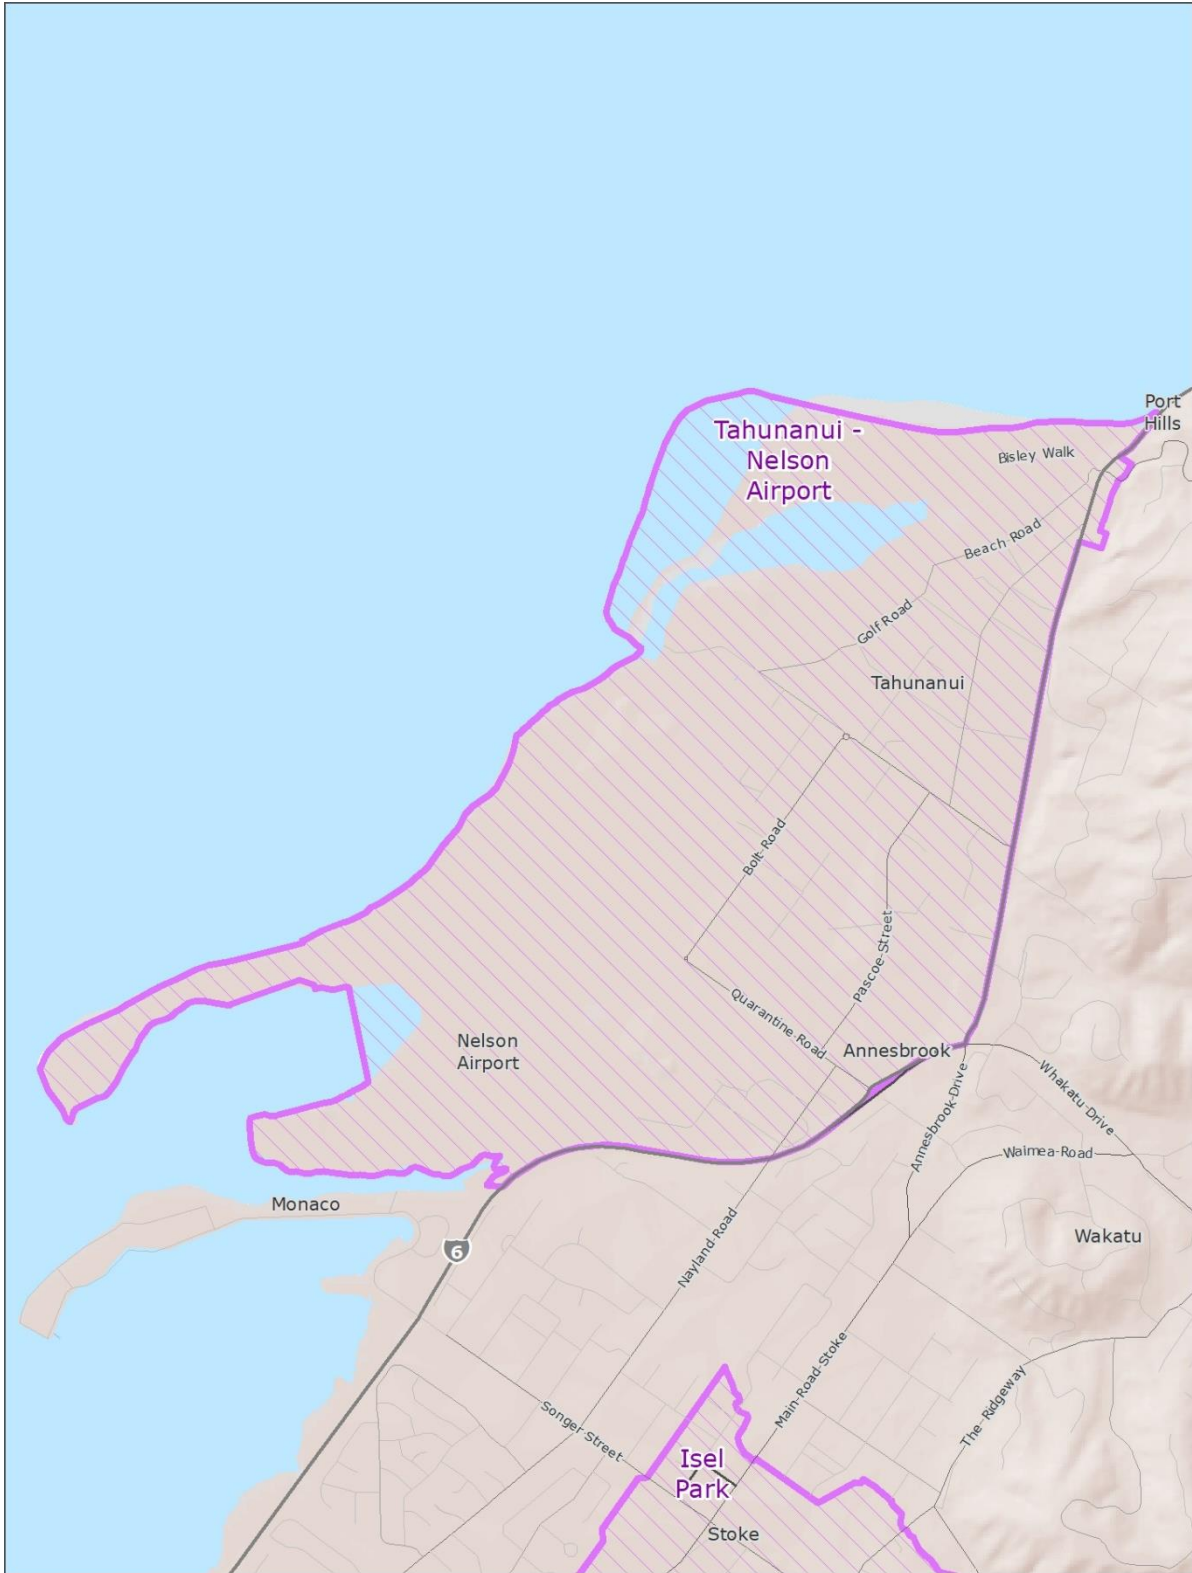 Port
Hills
Tahunanui -
Nelson
Airport
Bisley Walk
Beach Road
Golf Road
Tahunanui
Bolt Road
Pascoe Street
Quarantine Road
Annesbrook
Nelson
Airport
Annesbrook Drive
Whakatu Drive
Waimea Road
Monaco
Wakatu
6
Nayland Road
Main Road Stoke
The Ridgeway
Songer Street
Isel
Park
Stoke